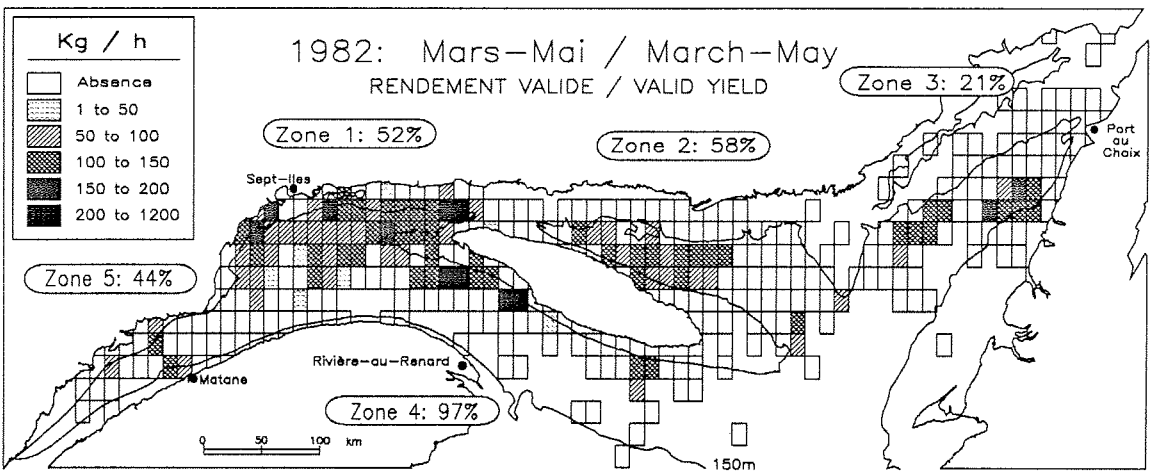 Kg / h
Absence
1 to 50
50 to 100
100 to 150
150 to 200
200 to 1200
1982: Mars-Mai / March-May
RENDEMENT VALIDE / VALID YIELD
Zone 3: 21%
Zone 1: 52%
Zone 2: 58%
Port
au
Choix
Sept-Iles
Zone 5: 44%
Rivière-au-Renard
Matane
Zone 4: 97%
0 50 100 km
150m